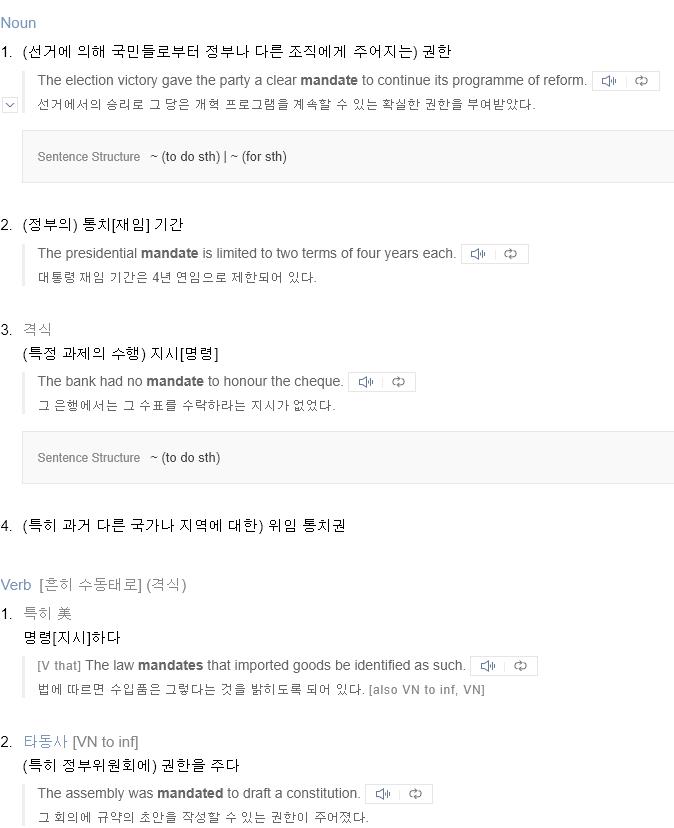 Noun
1. (선거에 의해 국민들로부터 정부나 다른 조직에게 주어지는) 권한
The election victory gave the party a clear mandate to continue its programme of reform.
선거에서의 승리로 그 당은 개혁 프로그램을 계속할 수 있는 확실한 권한을 부여받았다.
Sentence Structure ~ (to do sth) | ~ (for sth)
2. (정부의) 통치[재임] 기간
The presidential mandate is limited to two terms of four years each.
대통령 재임 기간은 4년 연임으로 제한되어 있다.
3. 격식
(특정 과제의 수행) 지시[명령]
The bank had no mandate to honour the cheque.
그 은행에서는 그 수표를 수락하라는 지시가 없었다.
Sentence Structure ~ (to do sth)
4. (특히 과거 다른 국가나 지역에 대한) 위임 통치권
Verb [흔히 수동태로] (격식)
1. 특히 美
명령[지시]하다
[V that] The law mandates that imported goods be identified as such.
법에 따르면 수입품은 그렇다는 것을 밝히도록 되어 있다. [also VN to inf, VN]
2. 타동사 [VN to inf]
(특히 정부위원회에) 권한을 주다
The assembly was mandated to draft a constitution.
그 회의에 규약의 초안을 작성할 수 있는 권한이 주어졌다.